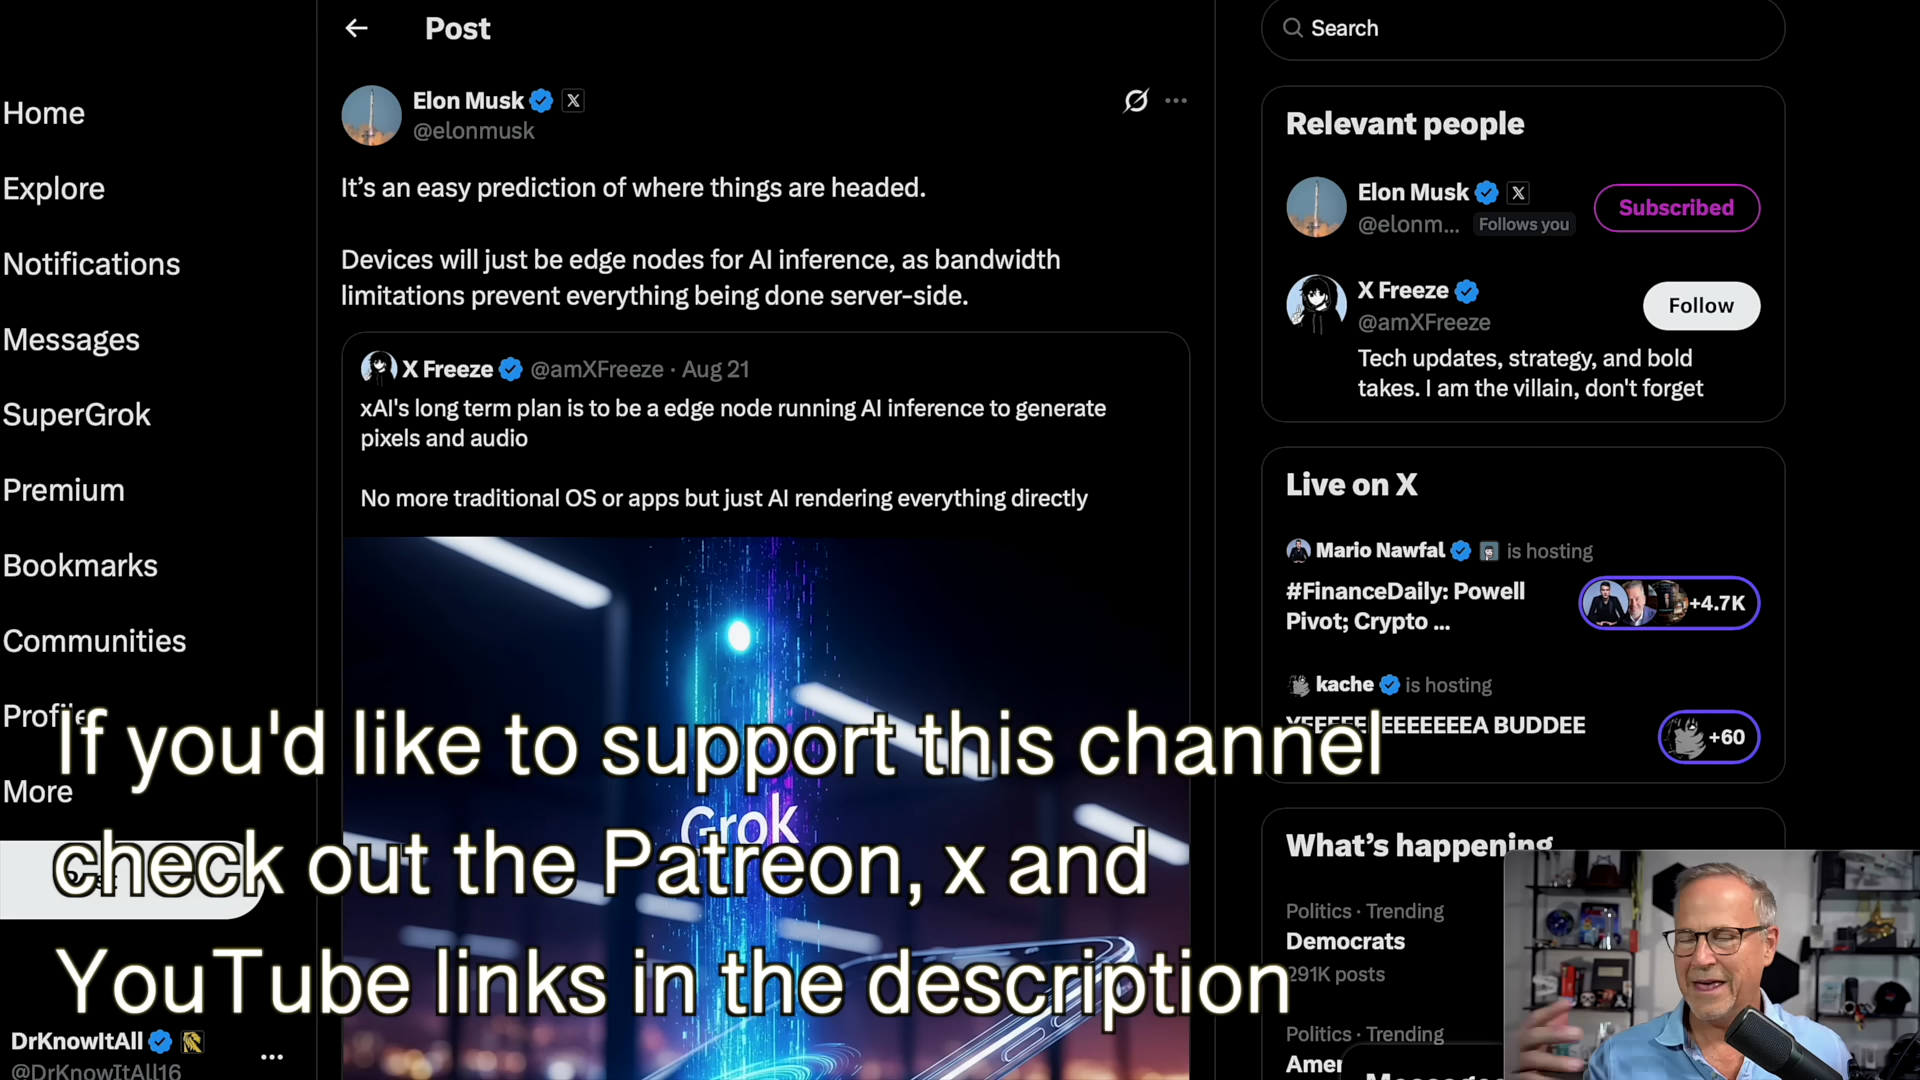 Post
Search
Home
Explore
Notifications
Messages
SuperGrok
Premium
Bookmarks
Communities
Profile
More
DrKnowItAll
@DrKnowItAll16
Elon Musk
@elonmusk
It's an easy prediction of where things are headed.
Devices will just be edge nodes for AI inference, as bandwidth
limitations prevent everything being done server-side.
X Freeze @amXFreeze · Aug 21
xAI's long term plan is to be a edge node running AI inference to generate
pixels and audio
No more traditional OS or apps but just AI rendering everything directly
Grok
Relevant people
Elon Musk
@elonm... Follows you
Subscribed
X Freeze
@amXFreeze
Follow
Tech updates, strategy, and bold
takes. I am the villain, don't forget
Live on X
Mario Nawfal is hosting
#FinanceDaily: Powell
Pivot; Crypto ...
+4.7K
kache is hosting
BUDDEE
+60
What's happening
Politics · Trending
Democrats
291K posts
Politics · Trending
If you'd like to support this channel
check out the Patreon, x and
YouTube links in the description